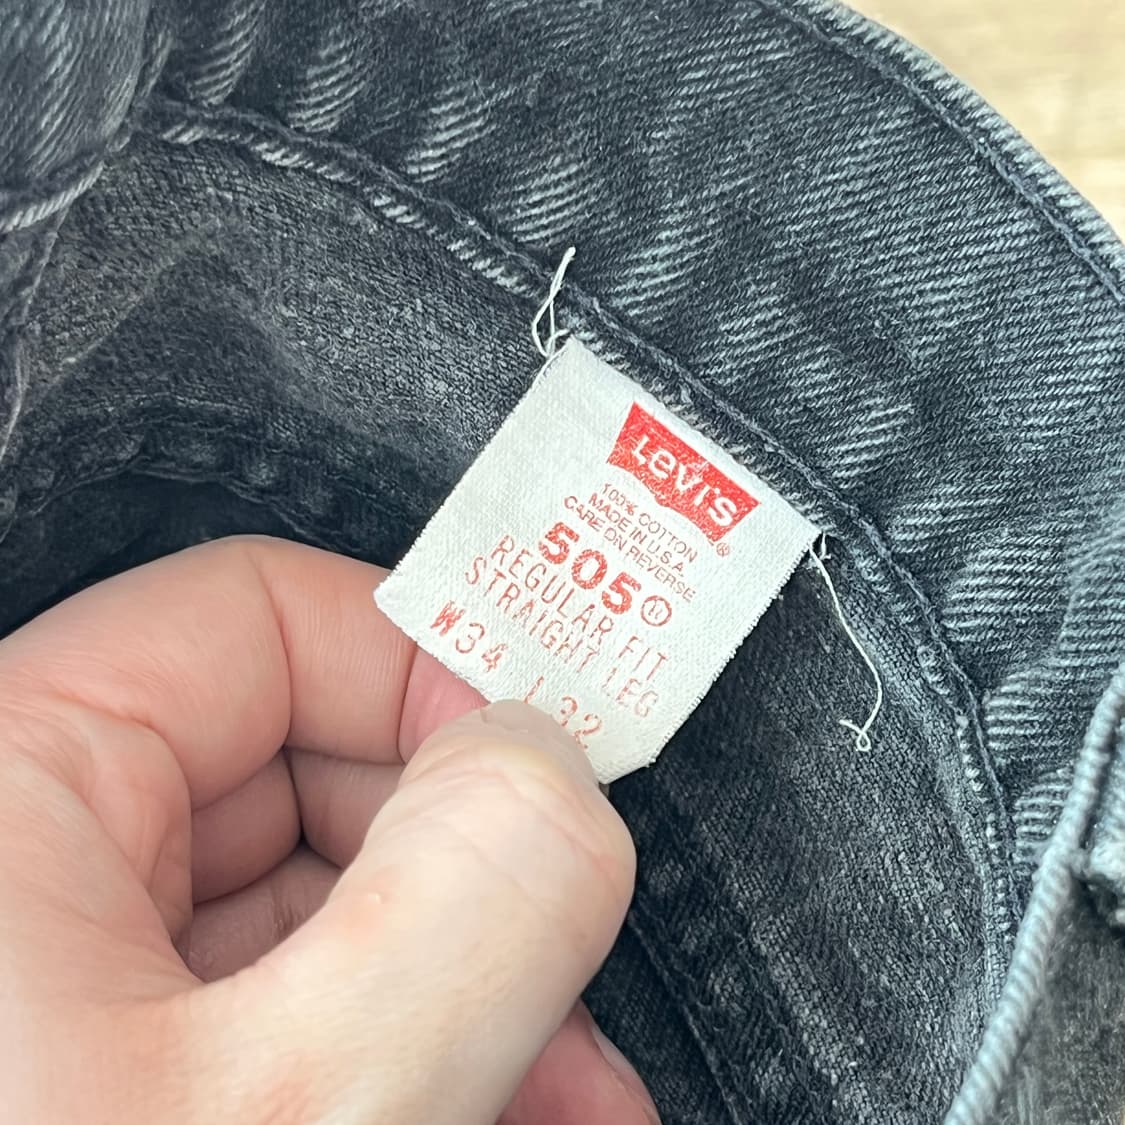 Levi's®
100% COTTON
MADE IN U.S.A.
CARE ON REVERSE
505®
REGULAR FIT
STRAIGHT LEG
W34 L32